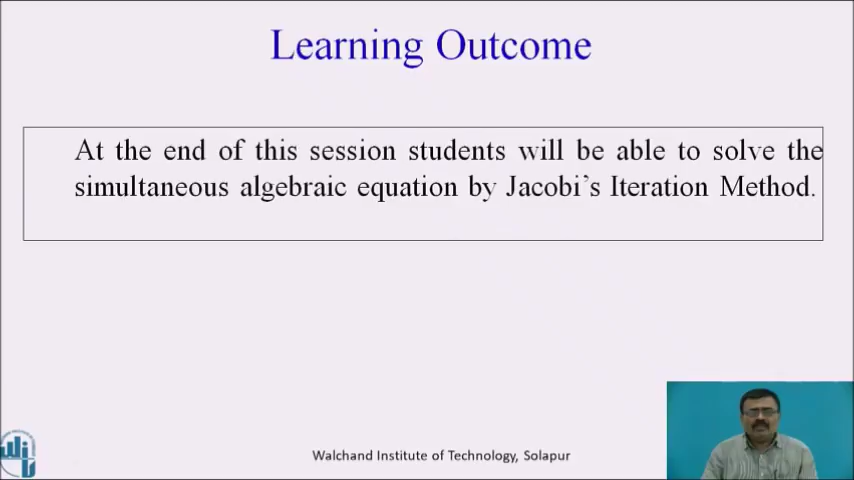 Learning Outcome
At the end of this session students will be able to solve the
simultaneous algebraic equation by Jacobi's Iteration Method.
Walchand Institute of Technology, Solapur